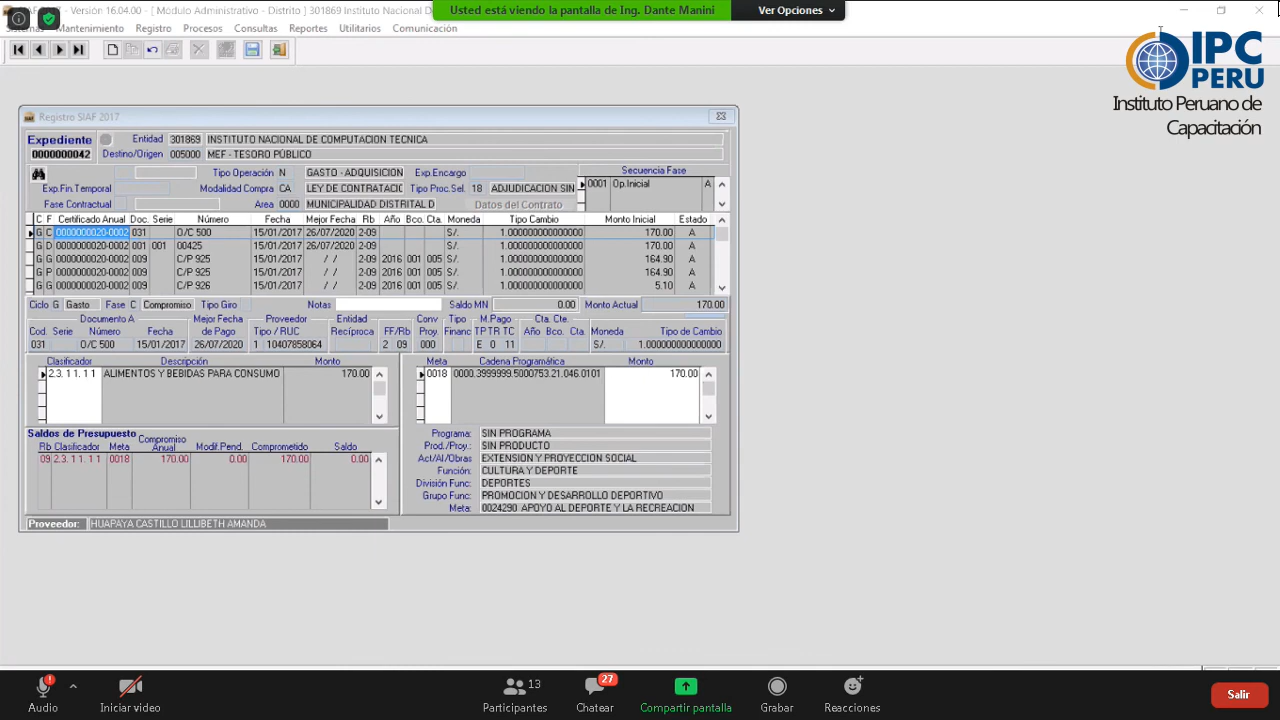 Versión 16.04.00 - [ Módulo Administrativo - Distrito ] 301869 Instituto Nacional D
Usted está viendo la pantalla de Ing. Dante Manini
Ver Opciones
Mantenimiento Registro Procesos Consultas Reportes Utilitarios Comunicación
IPC
PERU
Instituto Peruano de
Capacitación
Registro SIAF 2017
Expediente Entidad 301869 INSTITUTO NACIONAL DE COMPUTACION TECNICA
0000000042 Destino/Origen 005000 MEF - TESORO PÚBLICO
Tipo Operación N GASTO - ADQUISICION Exp.Encargo Secuencia Fase
Exp.Fin.Temporal Modalidad Compra CA LEY DE CONTRATACIO Tipo Proc.Sel. 18 ADJUDICACION SIN 0001 Op.Inicial A
Fase Contractual Area 0000 MUNICIPALIDAD DISTRITAL D Datos del Contrato
C F Certificado Anual Doc. Serie Número Fecha Mejor Fecha Rb Año Bco. Cta. Moneda Tipo Cambio Monto Inicial Estado
G C 0000000020-0002 031 O/C 500 15/01/2017 26/07/2020 2-09 S/. 1.000000000000 170.00 A
G D 0000000020-0002 001 001 00425 15/01/2017 26/07/2020 2-09 S/. 1.000000000000 170.00 A
G G 0000000020-0002 009 C/P 925 15/01/2017 / / 2-09 2016 001 005 S/. 1.000000000000 164.90 A
G P 0000000020-0002 009 C/P 925 15/01/2017 / / 2-09 2016 001 005 S/. 1.000000000000 164.90 A
G G 0000000020-0002 009 C/P 926 15/01/2017 / / 2-09 2016 001 005 S/. 1.000000000000 5.10 A
Ciclo G Gasto Fase C Compromiso Tipo Giro Notas Saldo MN 0.00 Monto Actual 170.00
Documento A Mejor Fecha Proveedor Entidad Conv Tipo M.Pago Cta. Cte.
Cod. Serie Número Fecha de Pago Tipo / RUC Recíproca FF/Rb Proy. Financ TP TR TC Año Bco. Cta. Moneda Tipo de Cambio
031 O/C 500 15/01/2017 26/07/2020 1 10407858064 2 09 000 E 0 11 S/. 1.000000000000
Clasificador Descripción Monto Meta Cadena Programática Monto
2.3. 1 1. 1 1 ALIMENTOS Y BEBIDAS PARA CONSUMO 170.00 0018 0000.3999999.5000753.21.046.0101 170.00
Saldos de Presupuesto
Rb Clasificador Meta Compromiso Anual Modif.Pend. Comprometido Saldo
09 2.3. 1 1. 1 1 0018 170.00 0.00 170.00 0.00
Programa: SIN PROGRAMA
Prod./Proy.: SIN PRODUCTO
Act/Al/Obras EXTENSION Y PROYECCION SOCIAL
Función: CULTURA Y DEPORTE
División Func: DEPORTES
Grupo Func: PROMOCION Y DESARROLLO DEPORTIVO
Meta: 0024290 APOYO AL DEPORTE Y LA RECREACION
Proveedor: HUAPAYA CASTILLO LILLIBETH AMANDA
13
27
Audio Iniciar video Participantes Chatear Compartir pantalla Grabar Reacciones Salir